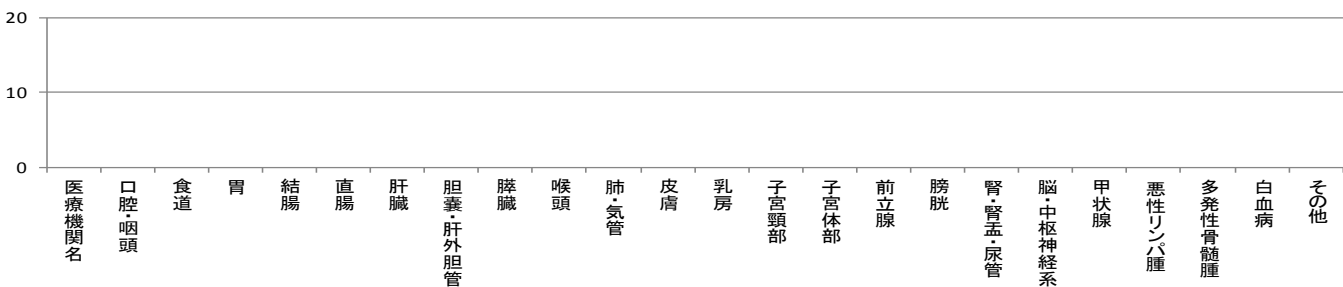 20
10
0
医療機関名
口腔・咽頭
食道
胃
結腸
直腸
肝臓
胆嚢・肝外胆管
膵臓
喉頭
肺・気管
皮膚
乳房
子宮頸部
子宮体部
前立腺
膀胱
腎・腎盂・尿管
脳・中枢神経系
甲状腺
悪性リンパ腫
多発性骨髄腫
白血病
その他